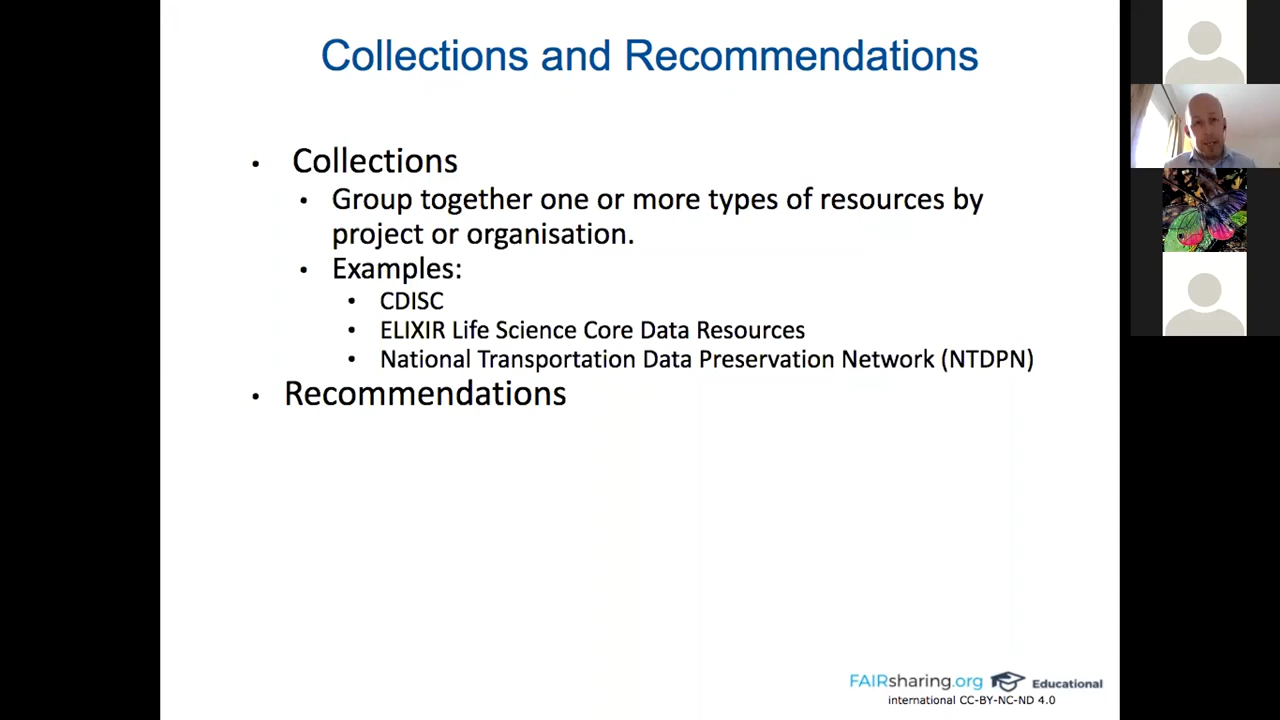 Collections and Recommendations
• Collections
• Group together one or more types of resources by
project or organisation.
• Examples:
• CDISC
• ELIXIR Life Science Core Data Resources
• National Transportation Data Preservation Network (NTDPN)
• Recommendations
FAIRsharing.org Educational
international CC-BY-NC-ND 4.0